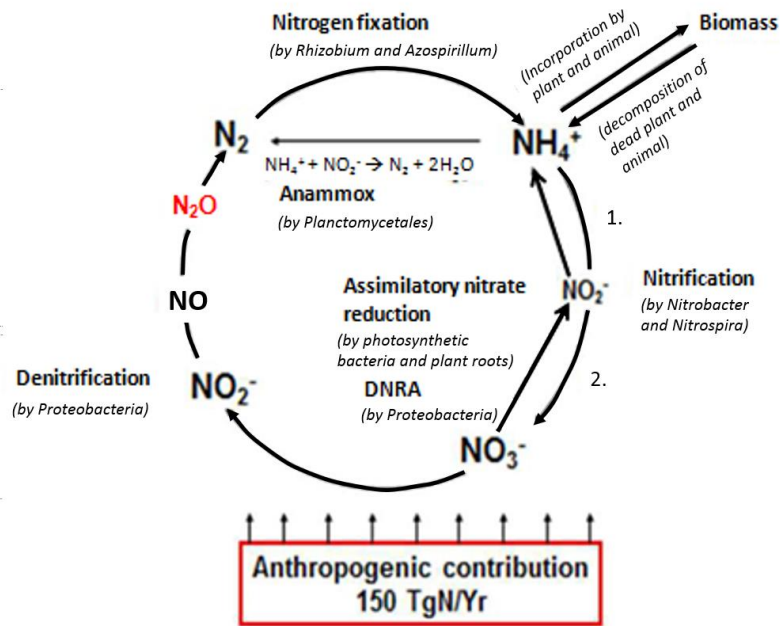 Nitrogen fixation
(by Rhizobium and Azospirillum)
Biomass
(Incorporation by
plant and animal)
(decomposition of
dead plant and
animal)
N₂
NH₄⁺
NH₄⁺ + NO₂⁻ → N₂ + 2H₂O
Anammox
(by Planctomycetales)
N₂O
1.
NO
Assimilatory nitrate
reduction
(by photosynthetic
bacteria and plant roots)
NO₂⁻
Nitrification
(by Nitrobacter
and Nitrospira)
Denitrification
(by Proteobacteria)
NO₂⁻
DNRA
(by Proteobacteria)
2.
NO₃⁻
Anthropogenic contribution
150 TgN/Yr